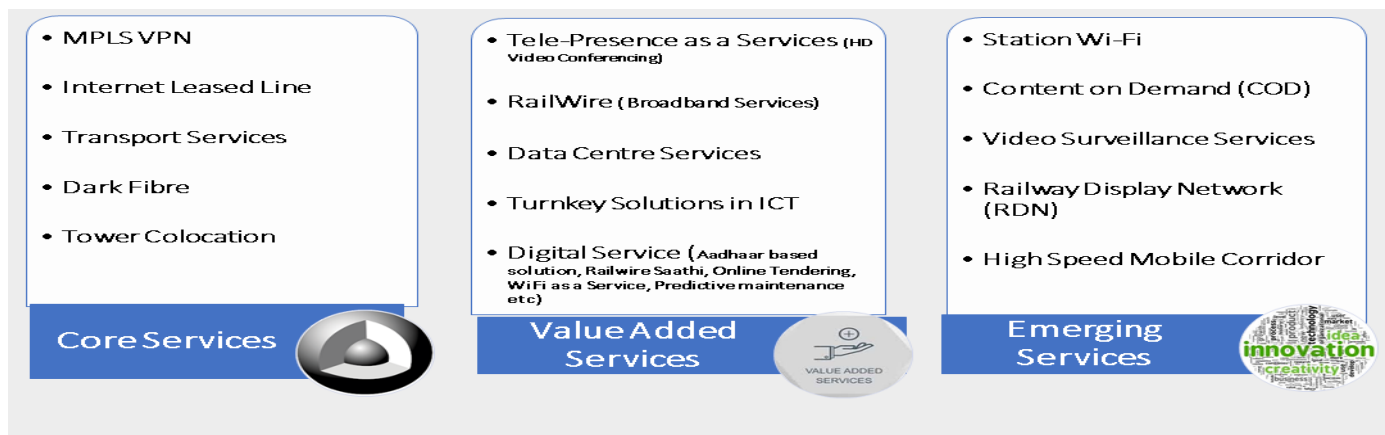 • MPLS VPN
• Internet Leased Line
• Transport Services
• Dark Fibre
• Tower Colocation
Core Services
• Tele-Presence as a Services (HD
Video Conferencing)
• RailWire (Broadband Services)
• Data Centre Services
• Turnkey Solutions in ICT
• Digital Service (Aadhaar based
solution, Railwire Saathi, Online Tendering,
WiFi as a Service, Predictive maintenance
etc)
Value Added
Services
VALUE ADDED
SERVICES
• Station Wi-Fi
• Content on Demand (COD)
• Video Surveillance Services
• Railway Display Network
(RDN)
• High Speed Mobile Corridor
Emerging
Services
technology
market
product
idea
innovation
creativity
business